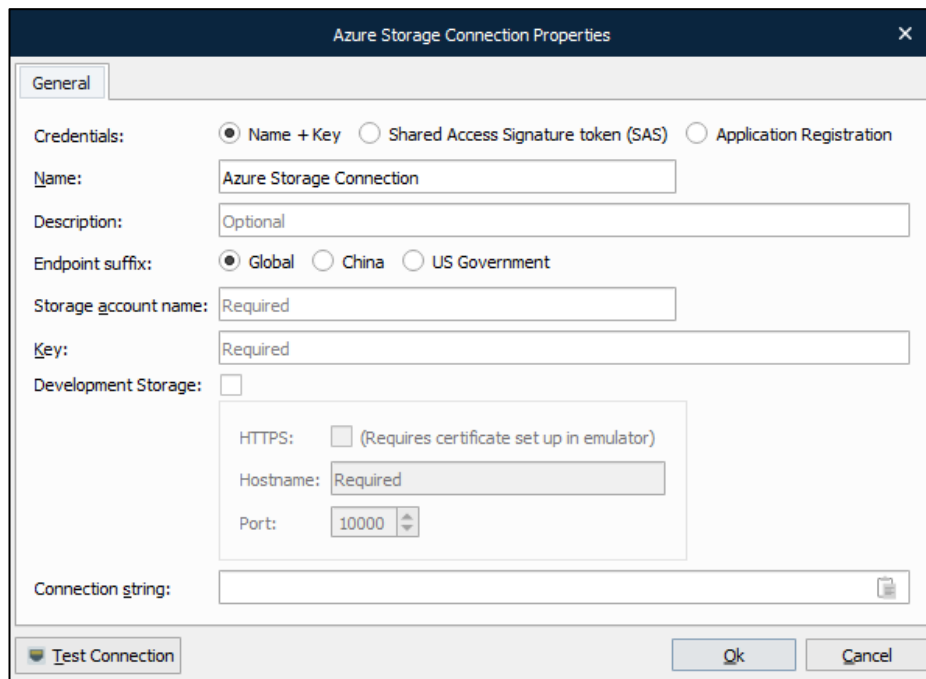 Azure Storage Connection Properties
General
Credentials: Name + Key Shared Access Signature token (SAS) Application Registration
Name: Azure Storage Connection
Description: Optional
Endpoint suffix: Global China US Government
Storage account name: Required
Key: Required
Development Storage:
HTTPS: (Requires certificate set up in emulator)
Hostname: Required
Port: 10000
Connection string:
Test Connection Ok Cancel